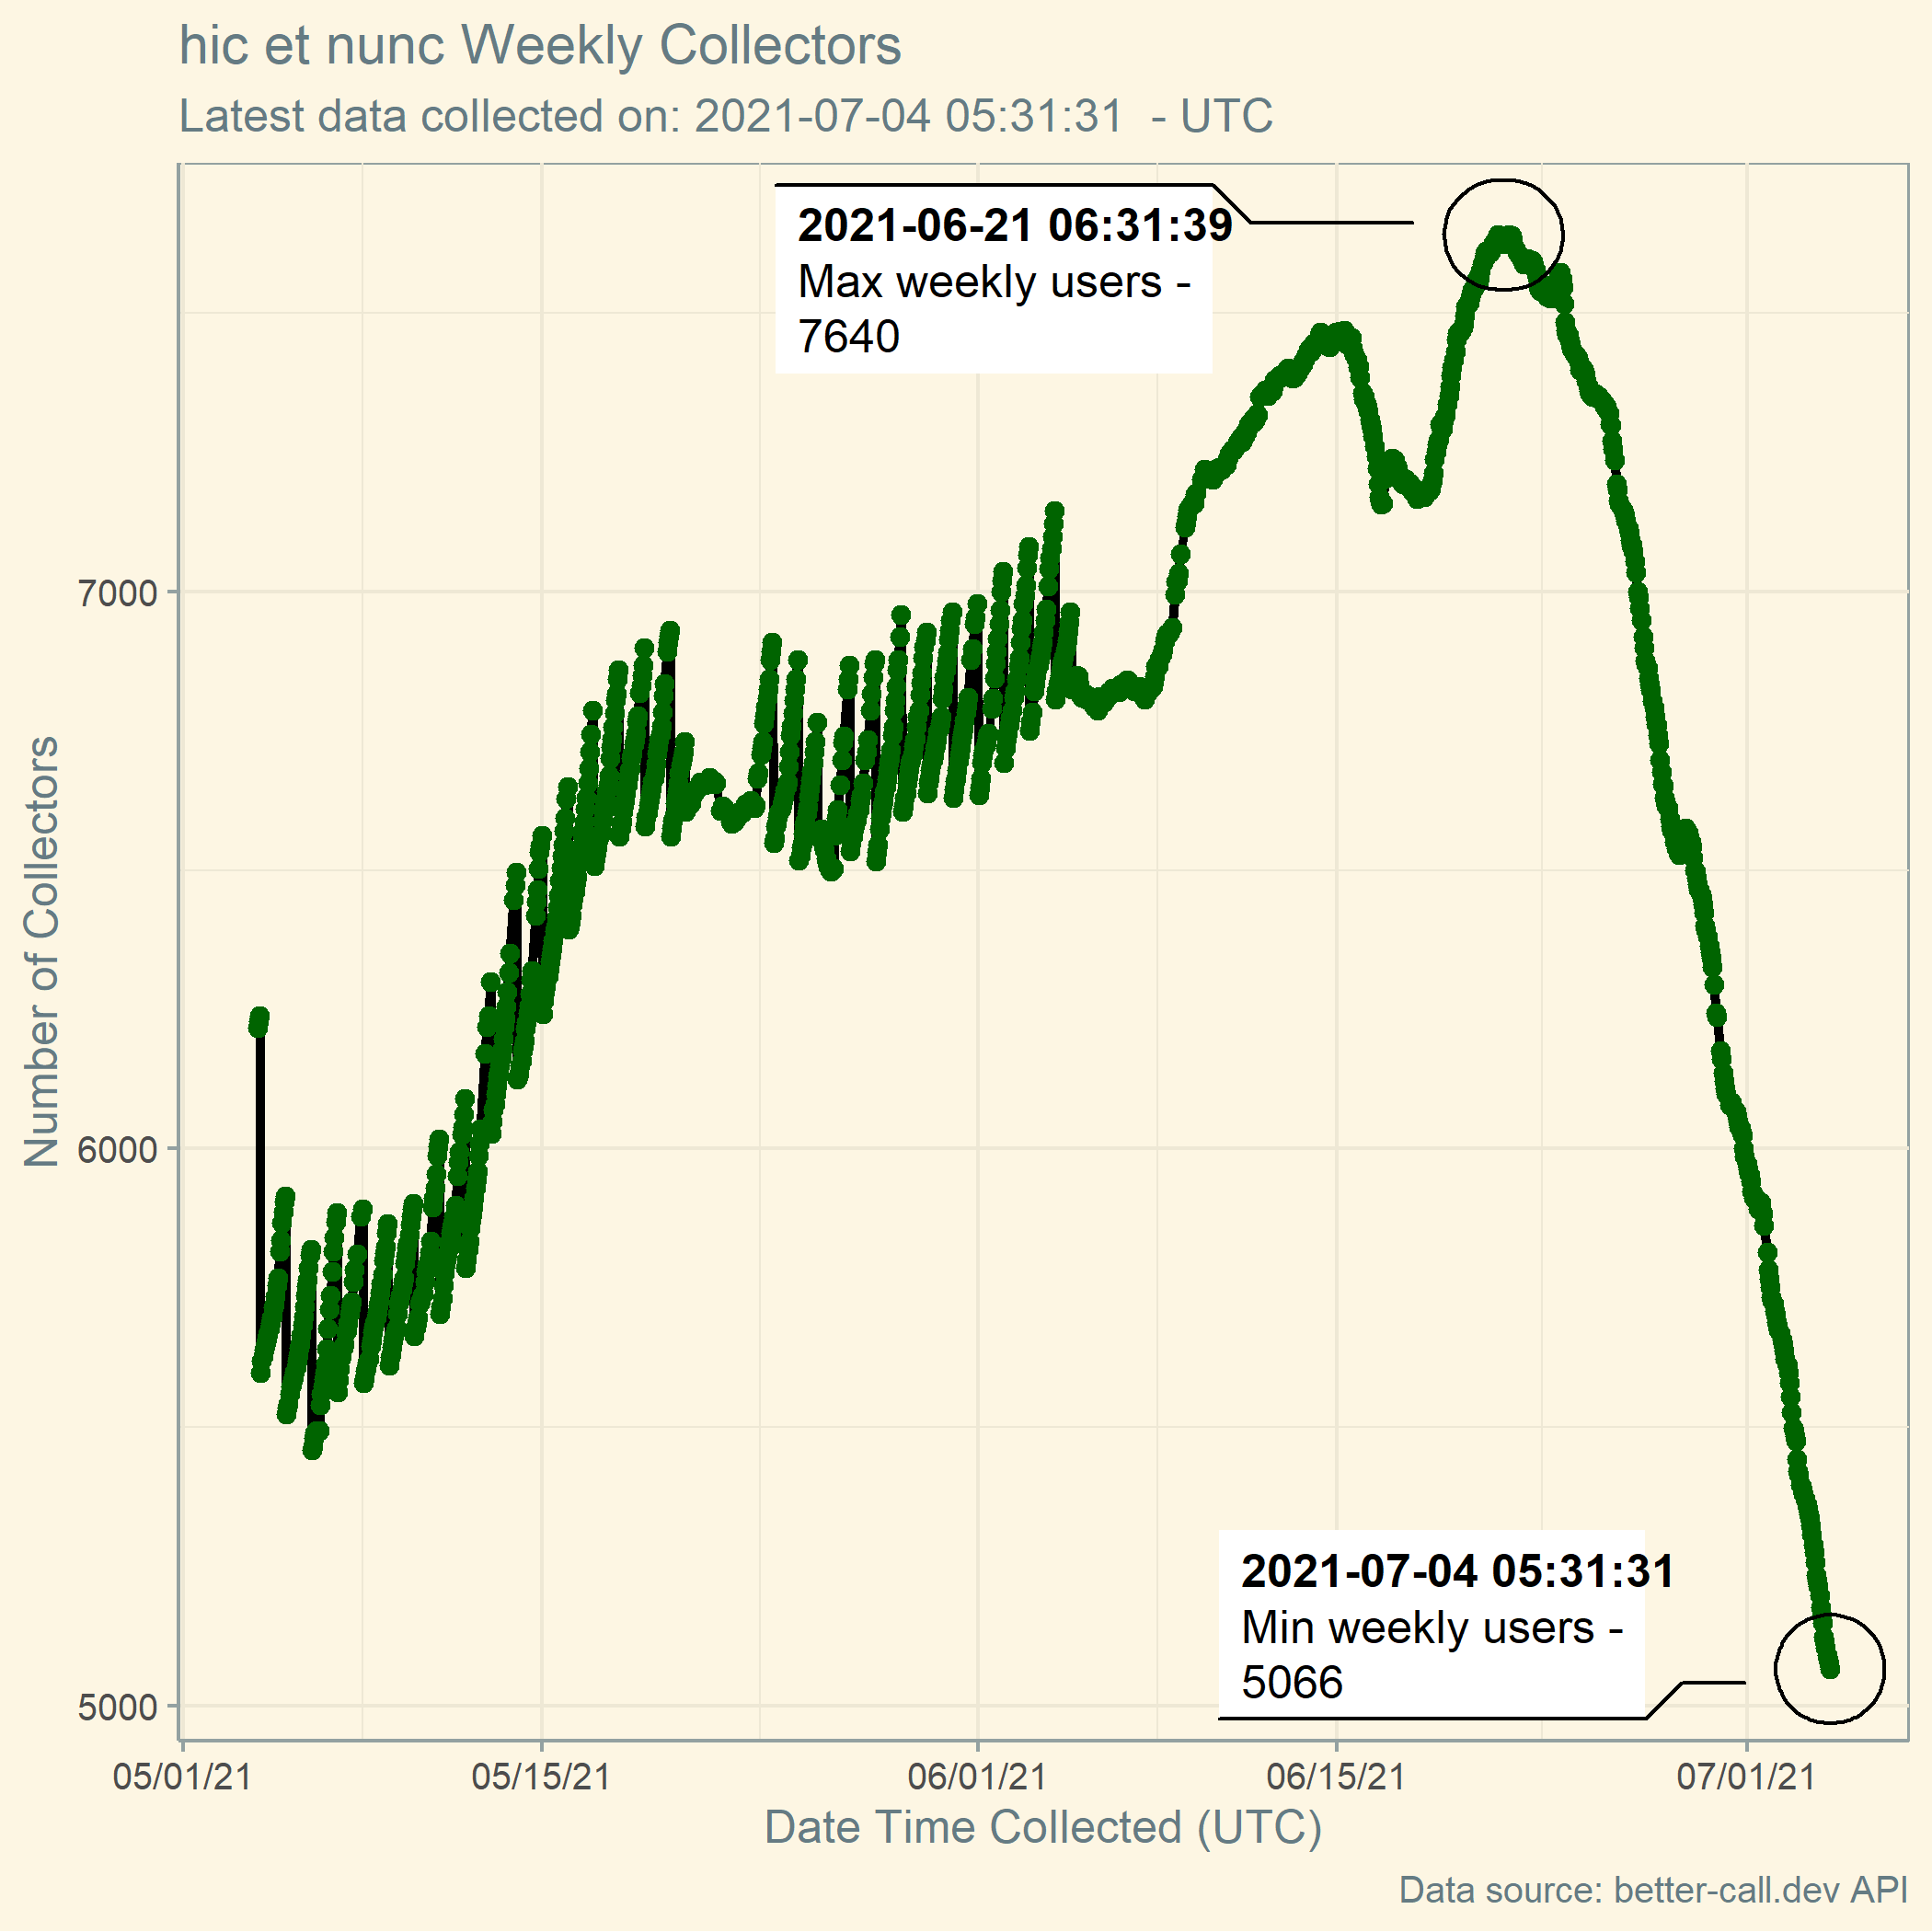 hic et nunc Weekly Collectors
Latest data collected on: 2021-07-04 05:31:31 - UTC
2021-06-21 06:31:39
Max weekly users -
7640
7000
6000
5000
Number of Collectors
2021-07-04 05:31:31
Min weekly users -
5066
05/01/21 05/15/21 06/01/21 06/15/21 07/01/21
Date Time Collected (UTC)
Data source: better-call.dev API